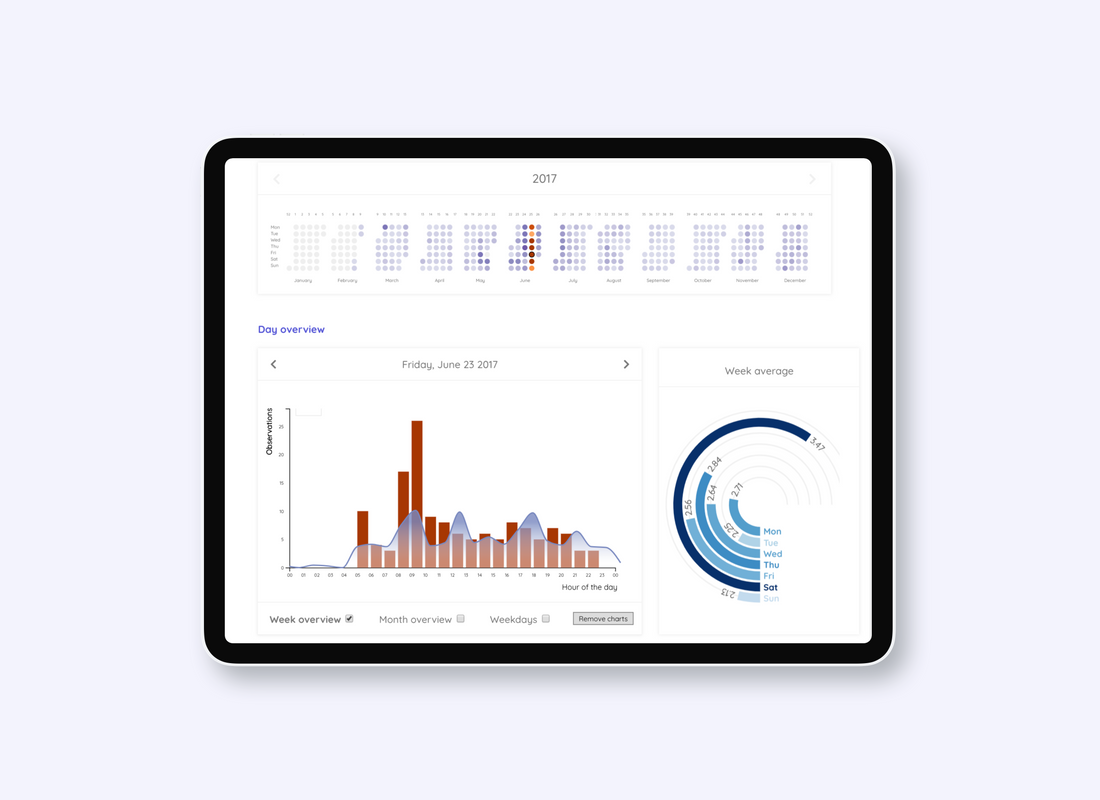 2017
Mon
Tue
Wed
Thu
Fri
Sat
Sun
January February March April May June July August September October November December
Day overview
Friday, June 23 2017
Observations
25
20
15
10
5
0
00 01 02 03 04 05 06 07 08 09 10 11 12 13 14 15 16 17 18 19 20 21 22 23 00
Hour of the day
Week overview Month overview Weekdays Remove charts
Week average
3.47
2.84
2.64
2.71
2.56
2.25
2.13
Mon
Tue
Wed
Thu
Fri
Sat
Sun